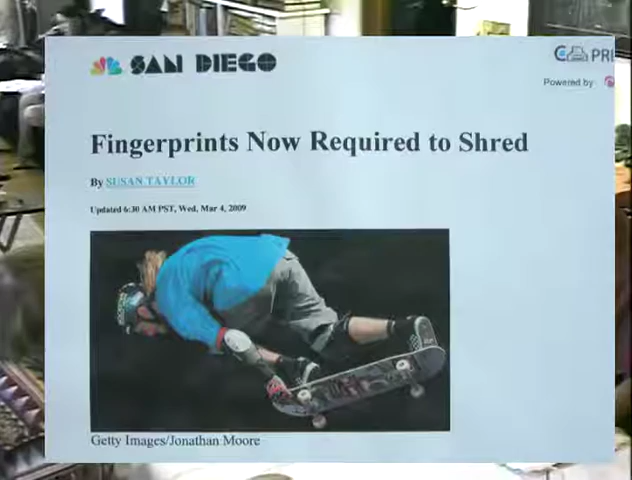 SAN DIEGO
PRI
Powered by
Fingerprints Now Required to Shred
By SUSAN TAYLOR
Updated 6:30 AM PST, Wed, Mar 4, 2009
Getty Images/Jonathan Moore